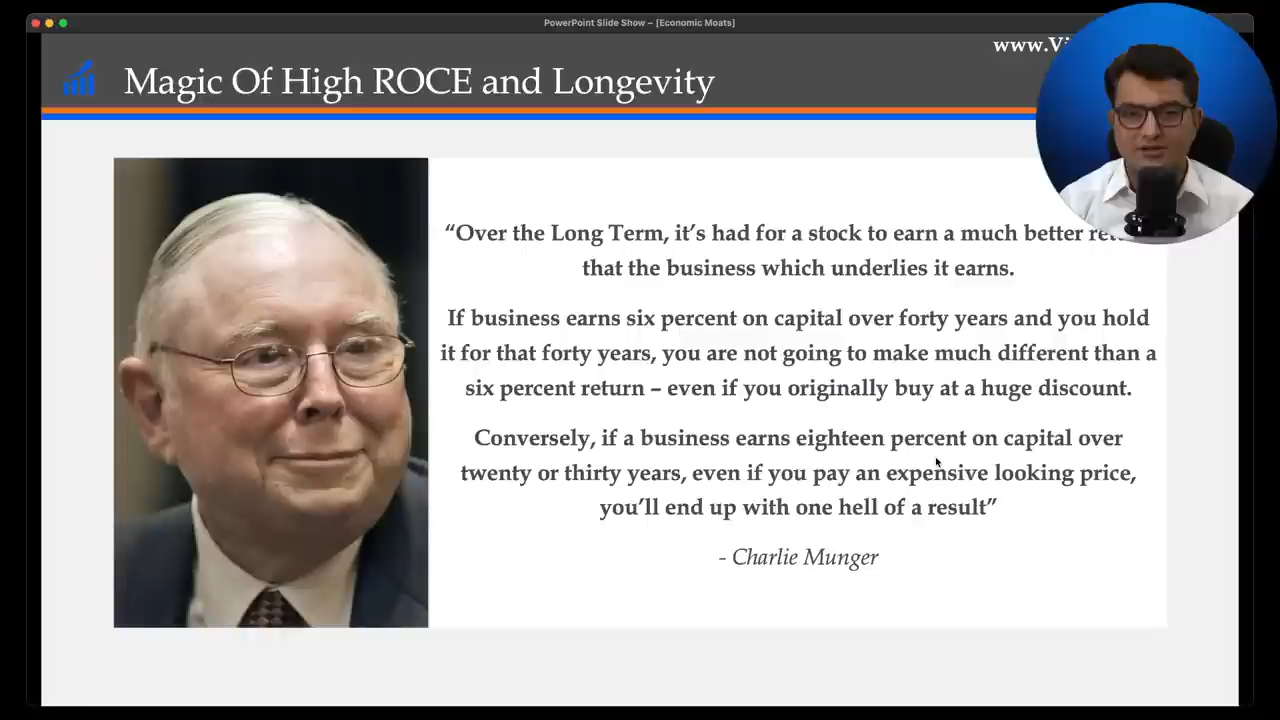 PowerPoint Slide Show – [Economic Moats]
www.Vi
Magic Of High ROCE and Longevity
“Over the Long Term, it’s had for a stock to earn a much better
that the business which underlies it earns.
If business earns six percent on capital over forty years and you hold
it for that forty years, you are not going to make much different than a
six percent return – even if you originally buy at a huge discount.
Conversely, if a business earns eighteen percent on capital over
twenty or thirty years, even if you pay an expensive looking price,
you’ll end up with one hell of a result”
- Charlie Munger